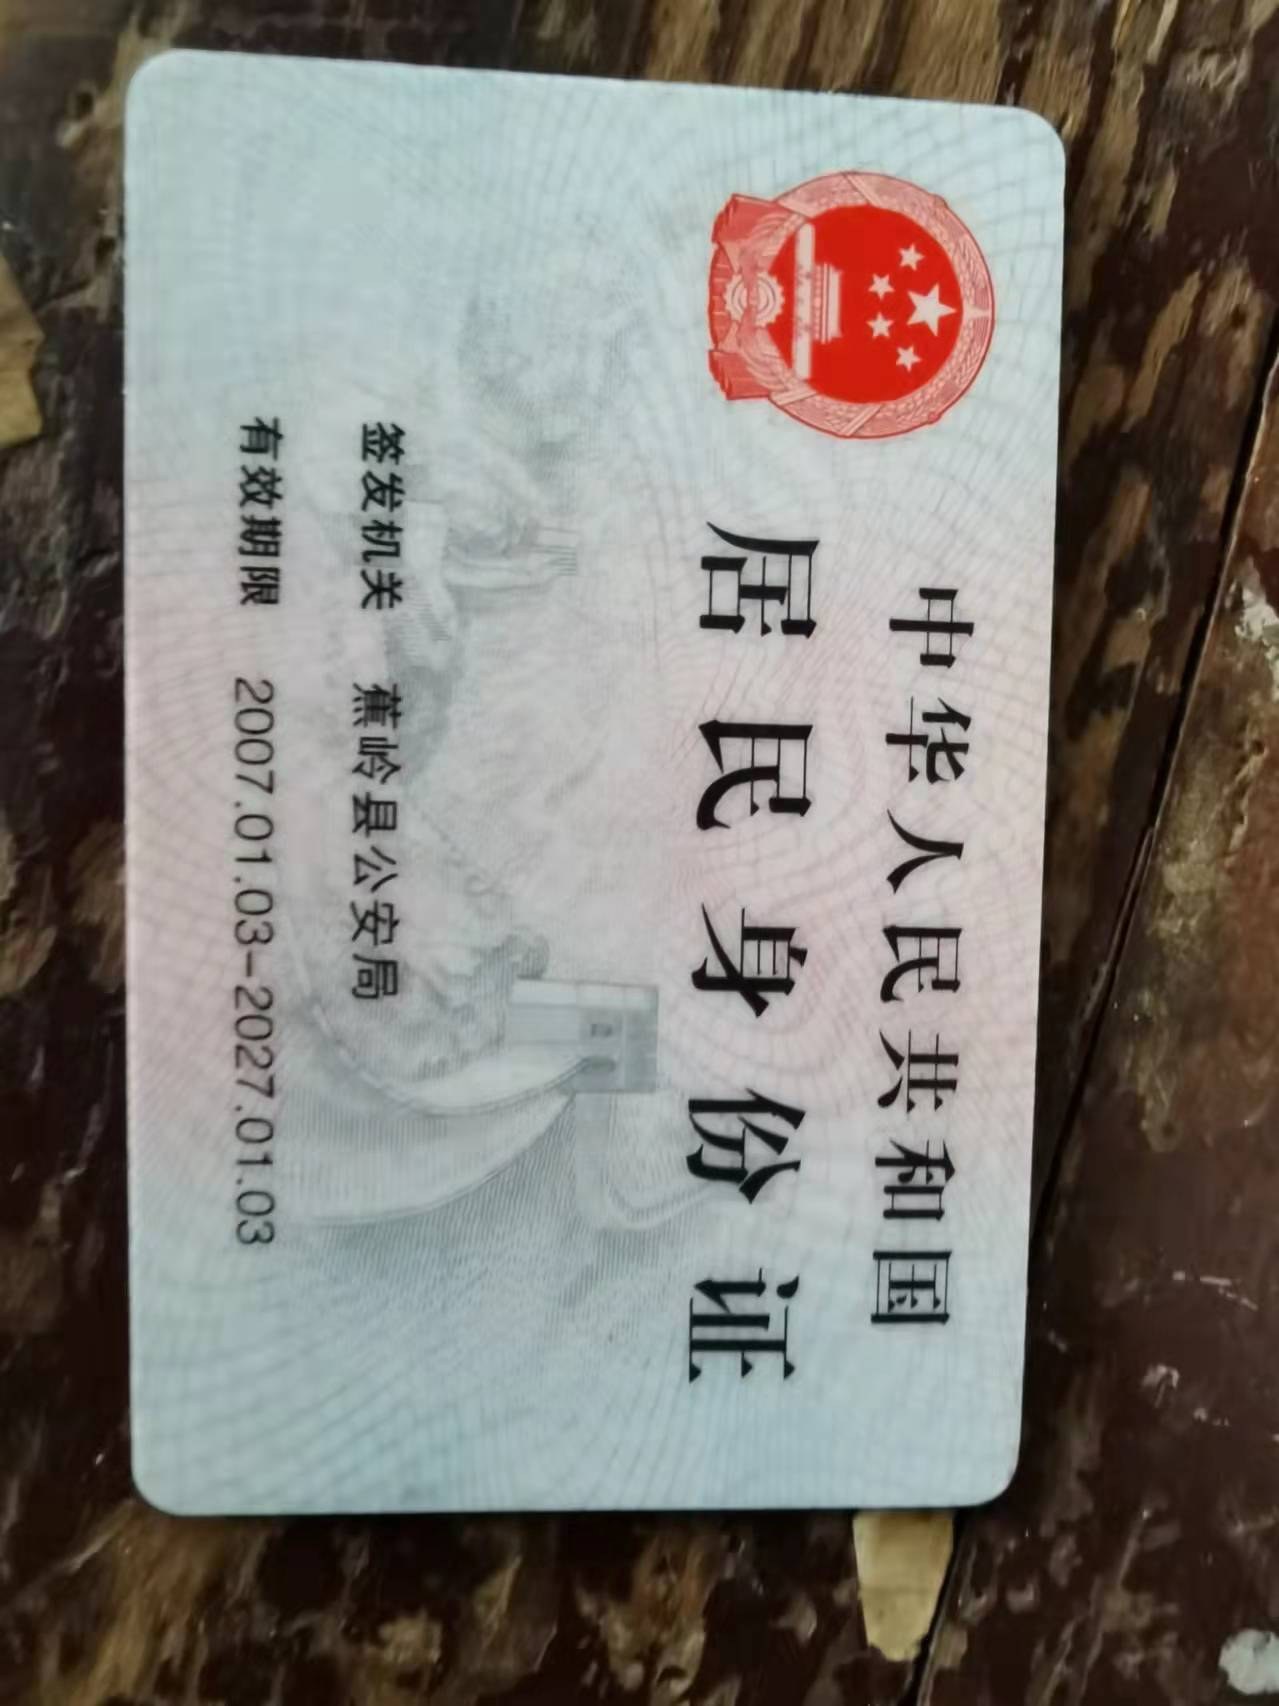 中华人民共和国
居民身份证
签发机关 蕉岭县公安局
有效期限 2007.01.03-2027.01.03